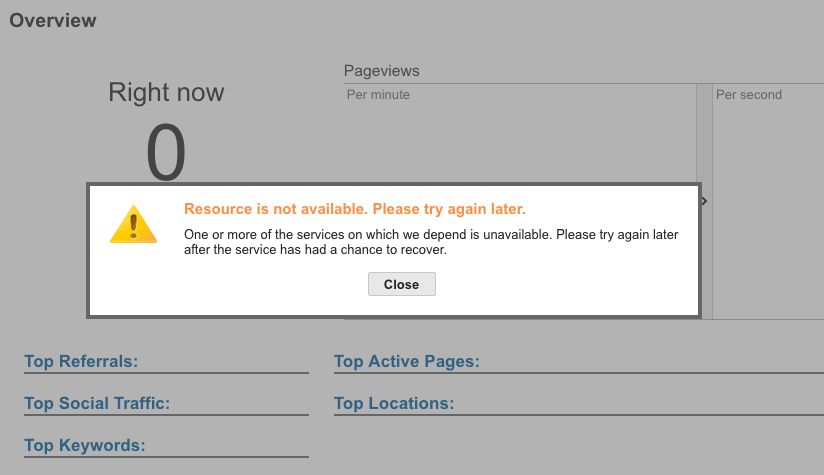 Overview
Right now
0
Pageviews
Per minute
Per second
Resource is not available. Please try again later.
One or more of the services on which we depend is unavailable. Please try again later
after the service has had a chance to recover.
Close
Top Referrals:
Top Active Pages:
Top Social Traffic:
Top Locations:
Top Keywords: